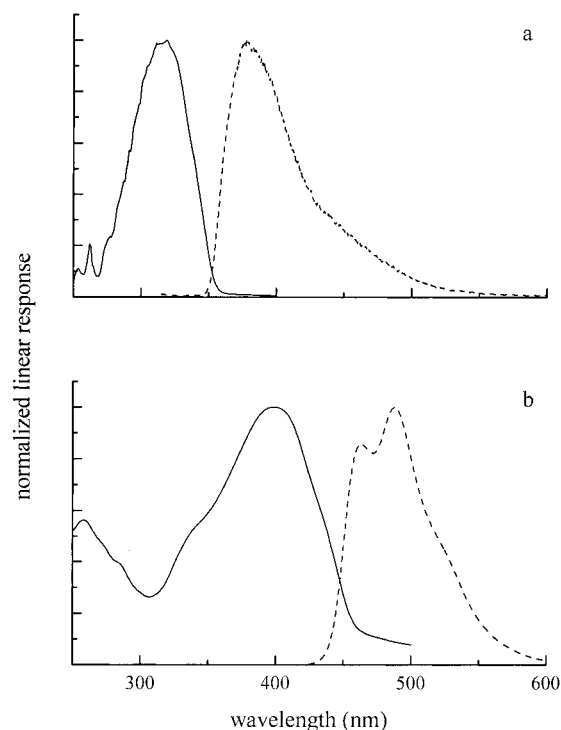 a
normalized linear response
b
300 400 500 600
wavelength (nm)